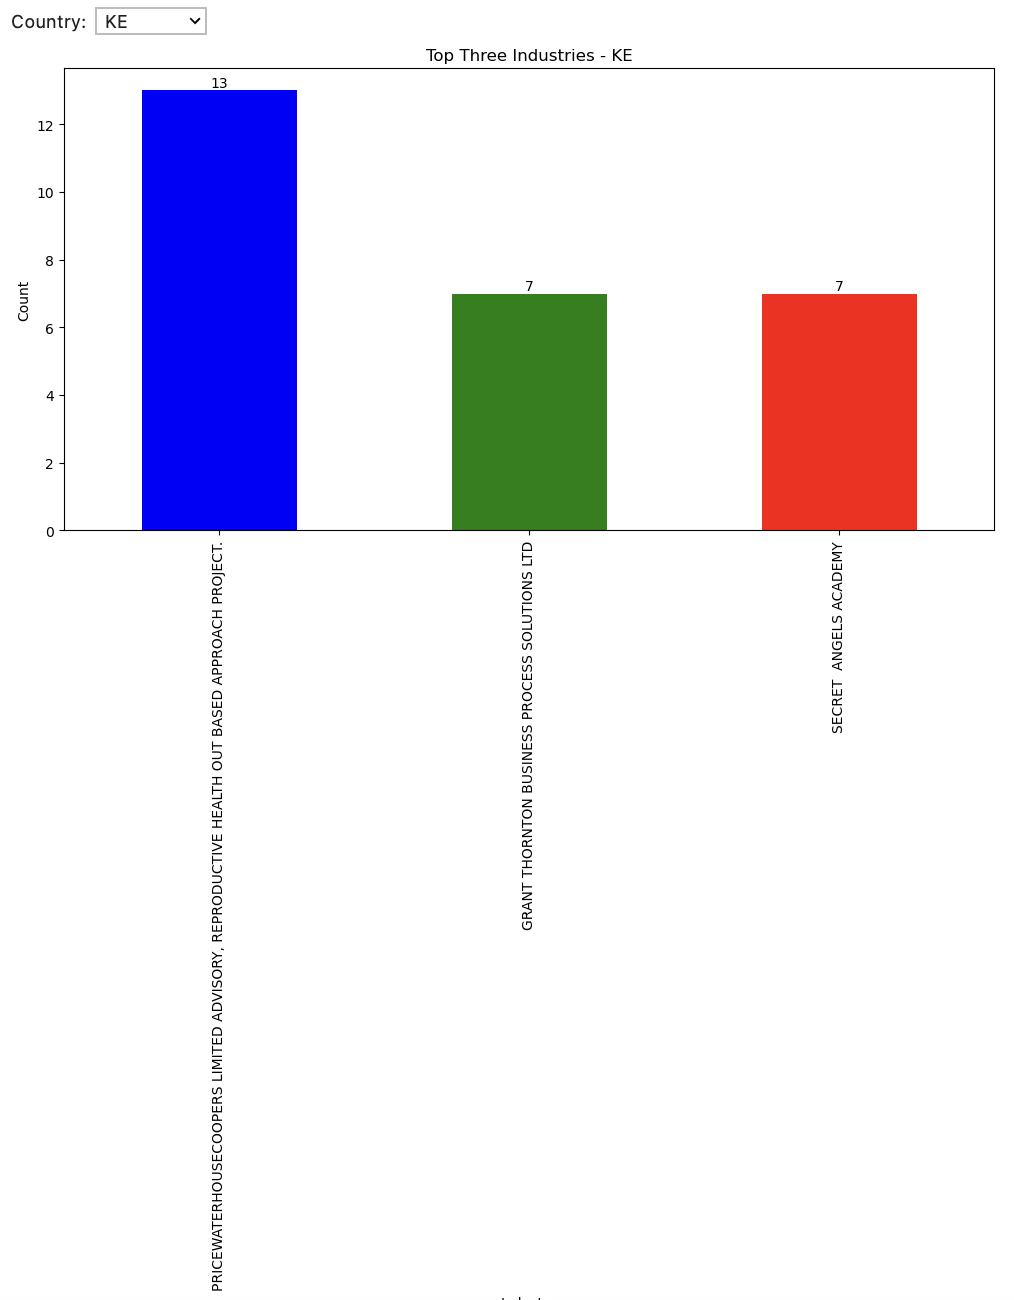 Country: KE
Top Three Industries - KE
13
7
7
Count
12
10
8
6
4
2
0
PRICEWATERHOUSECOOPERS LIMITED ADVISORY, REPRODUCTIVE HEALTH OUT BASED APPROACH PROJECT.
GRANT THORNTON BUSINESS PROCESS SOLUTIONS LTD
SECRET  ANGELS ACADEMY